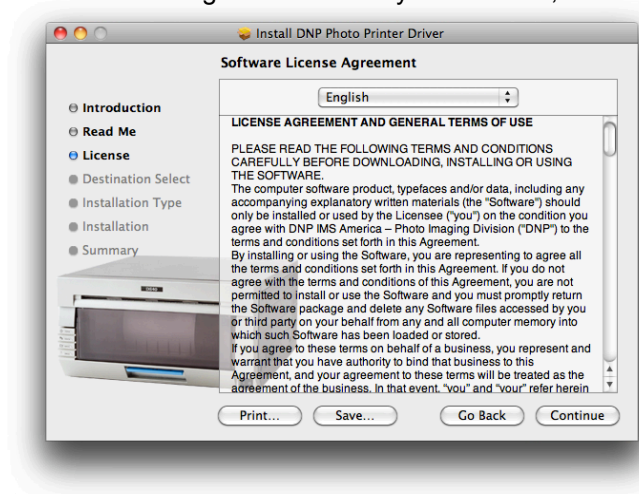 Install DNP Photo Printer Driver
Software License Agreement
Introduction
Read Me
License
Destination Select
Installation Type
Installation
Summary
English
LICENSE AGREEMENT AND GENERAL TERMS OF USE
PLEASE READ THE FOLLOWING TERMS AND CONDITIONS
CAREFULLY BEFORE DOWNLOADING, INSTALLING OR USING
THE SOFTWARE.
The computer software product, typefaces and/or data, including any
accompanying explanatory written materials (the "Software") should
only be installed or used by the Licensee ("you") on the condition you
agree with DNP IMS America – Photo Imaging Division ("DNP") to the
terms and conditions set forth in this Agreement.
By installing or using the Software, you are representing to agree all
the terms and conditions set forth in this Agreement. If you do not
agree with the terms and conditions of this Agreement, you are not
permitted to install or use the Software and you must promptly return
the Software package and delete any Software files accessed by you
or third party on your behalf from any and all computer memory into
which such Software has been loaded or stored.
If you agree to these terms on behalf of a business, you represent and
warrant that you have authority to bind that business to this
Agreement, and your agreement to these terms will be treated as the
agreement of the business. In that event, "you" and "your" refer herein
Print... Save... Go Back Continue